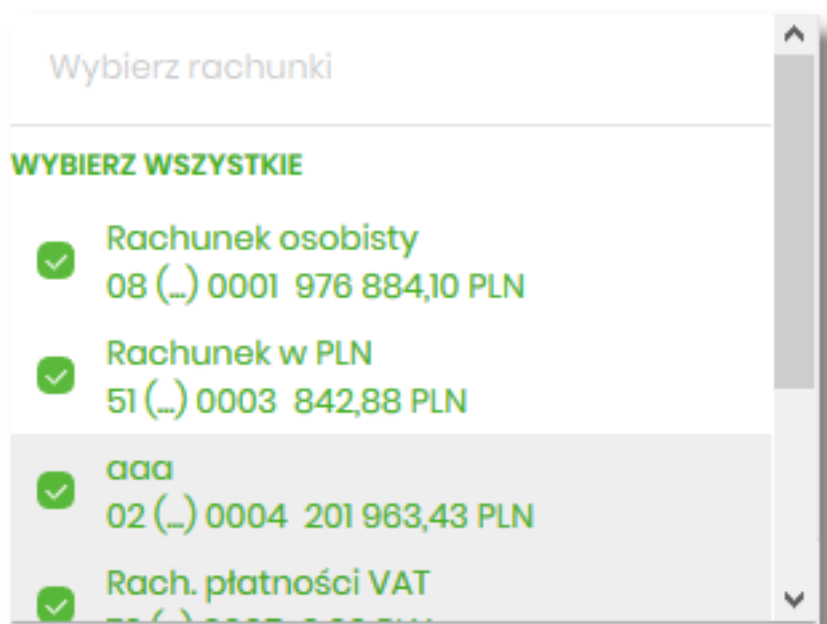 Wybierz rachunki
WYBIERZ WSZYSTKIE
Rachunek osobisty
08 (...) 0001 976 884,10 PLN
Rachunek w PLN
51 (...) 0003 842,88 PLN
aaa
02 (...) 0004 201 963,43 PLN
Rach. płatności VAT